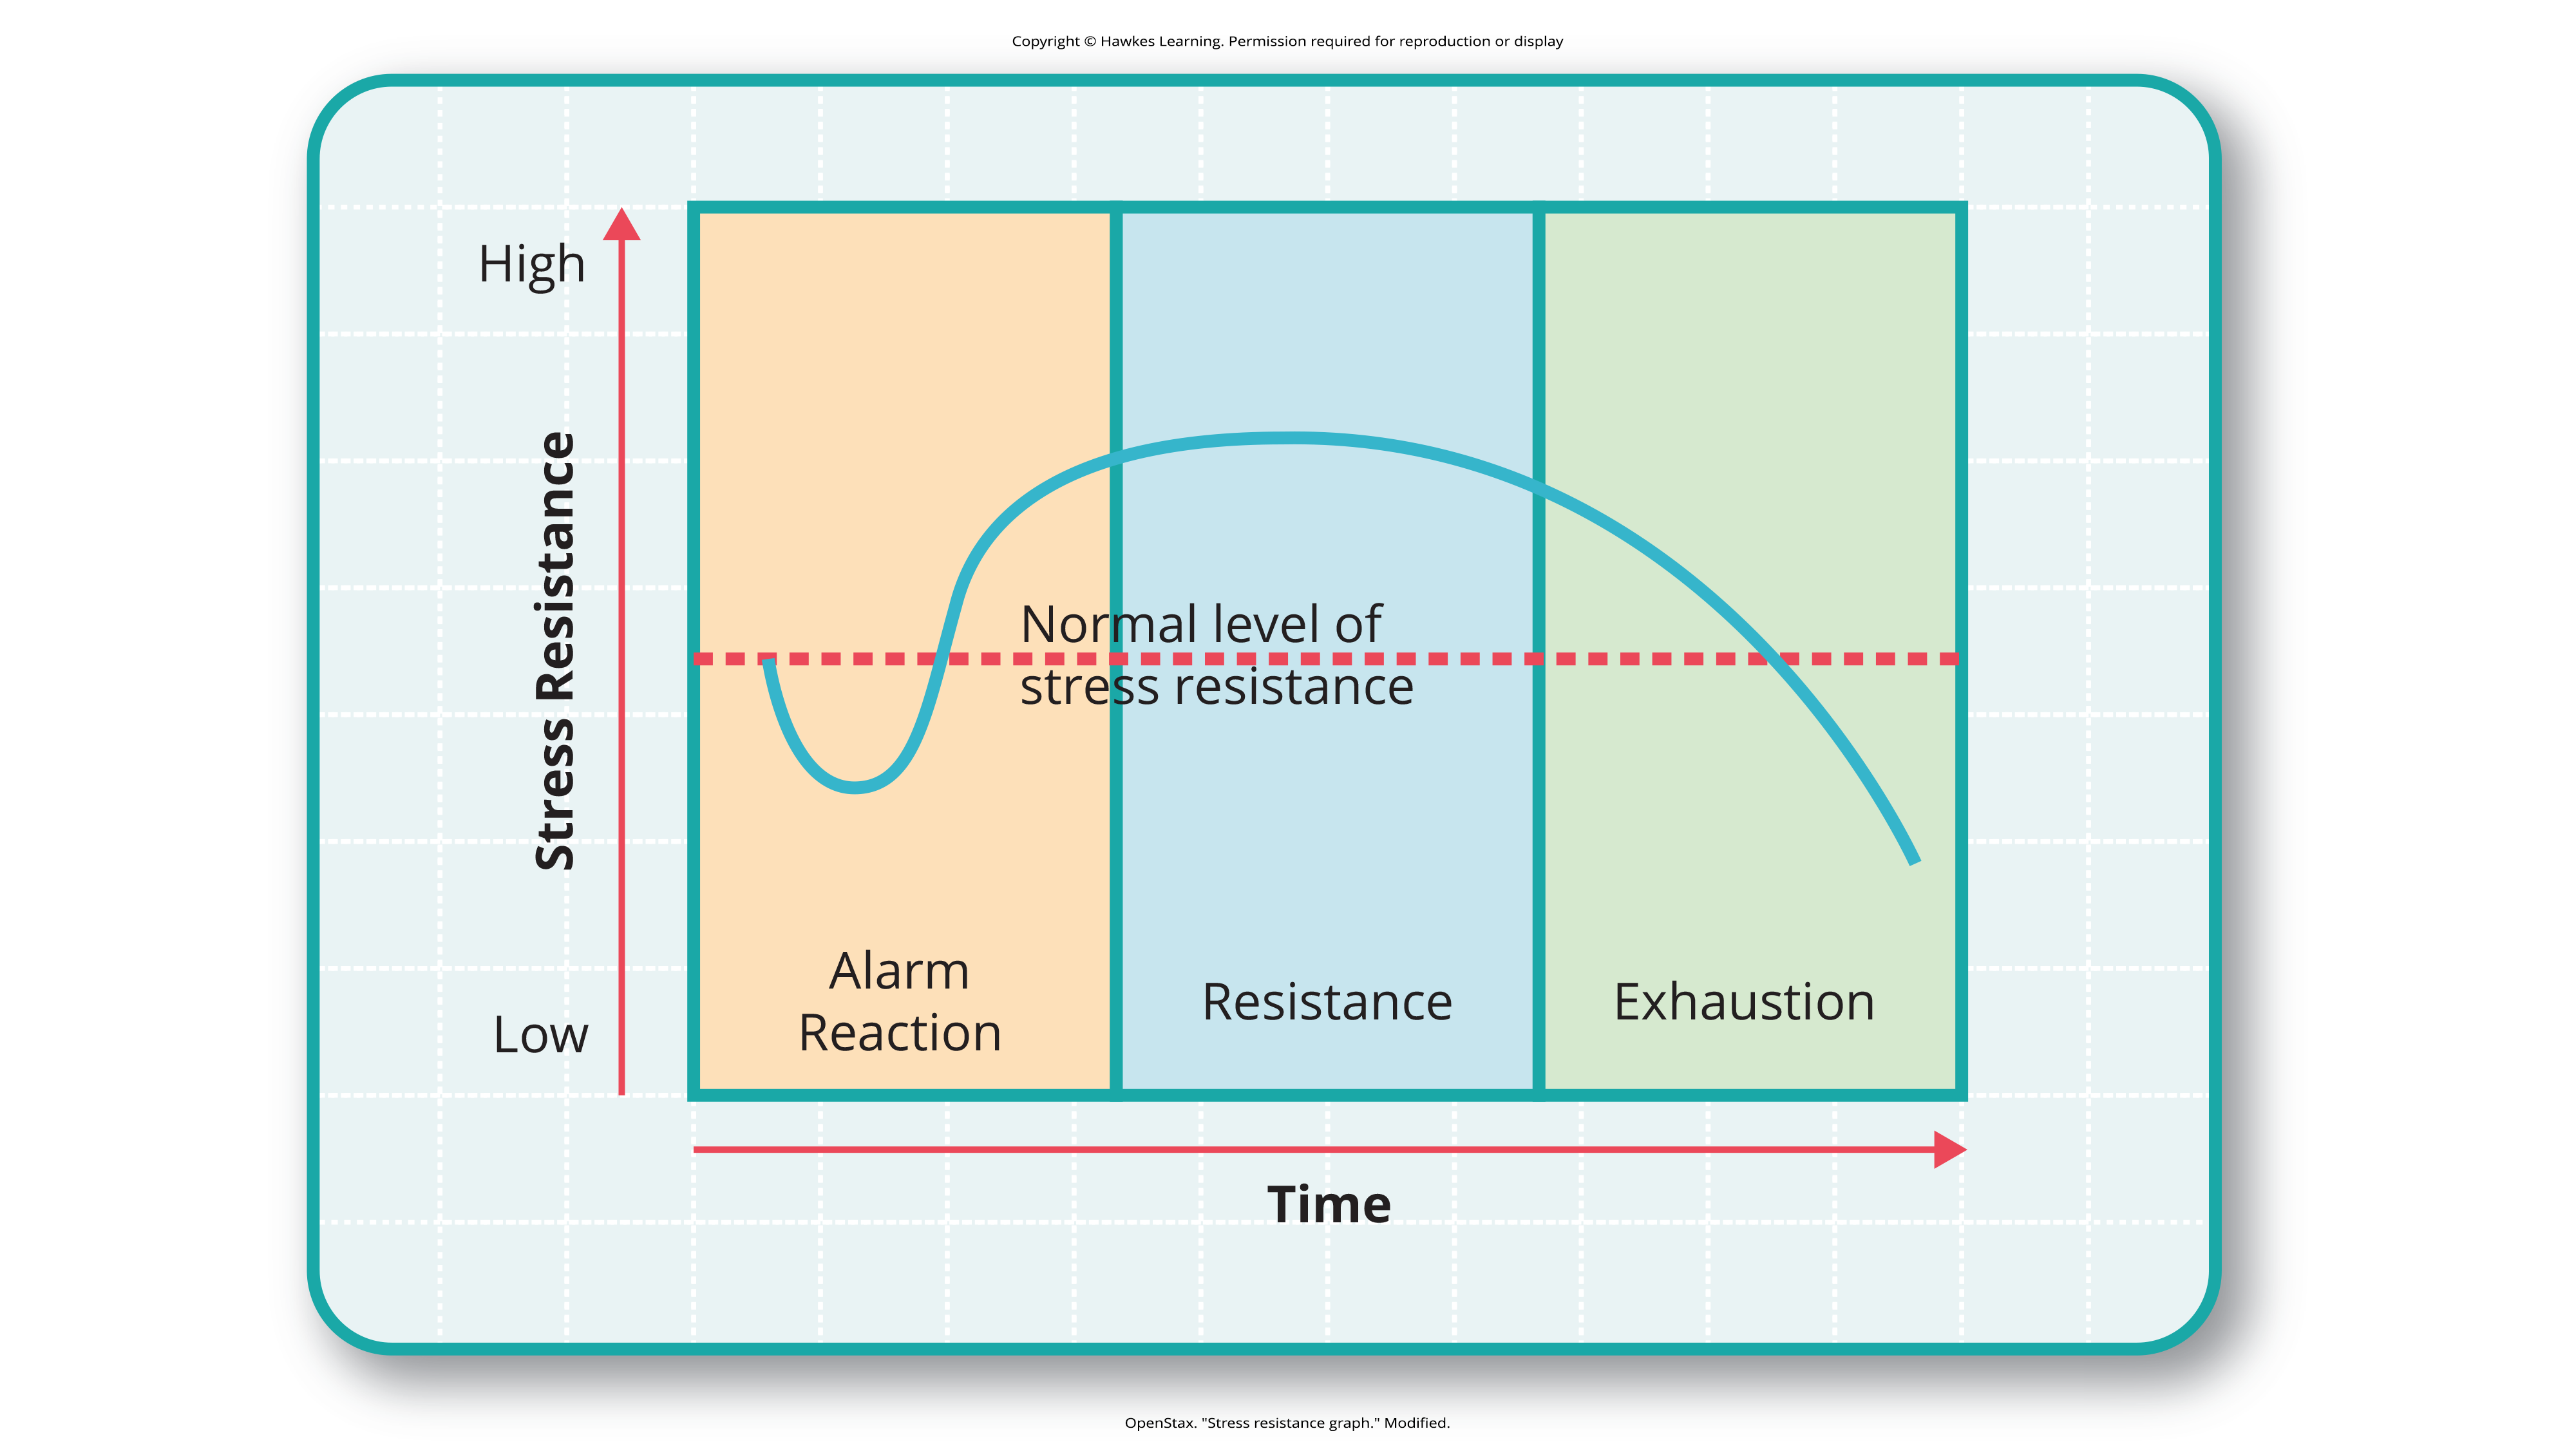 Copyright © Hawkes Learning. Permission required for reproduction or display
High
Stress Resistance
Low
Normal level of
stress resistance
Alarm
Reaction
Resistance
Exhaustion
Time
OpenStax. "Stress resistance graph." Modified.